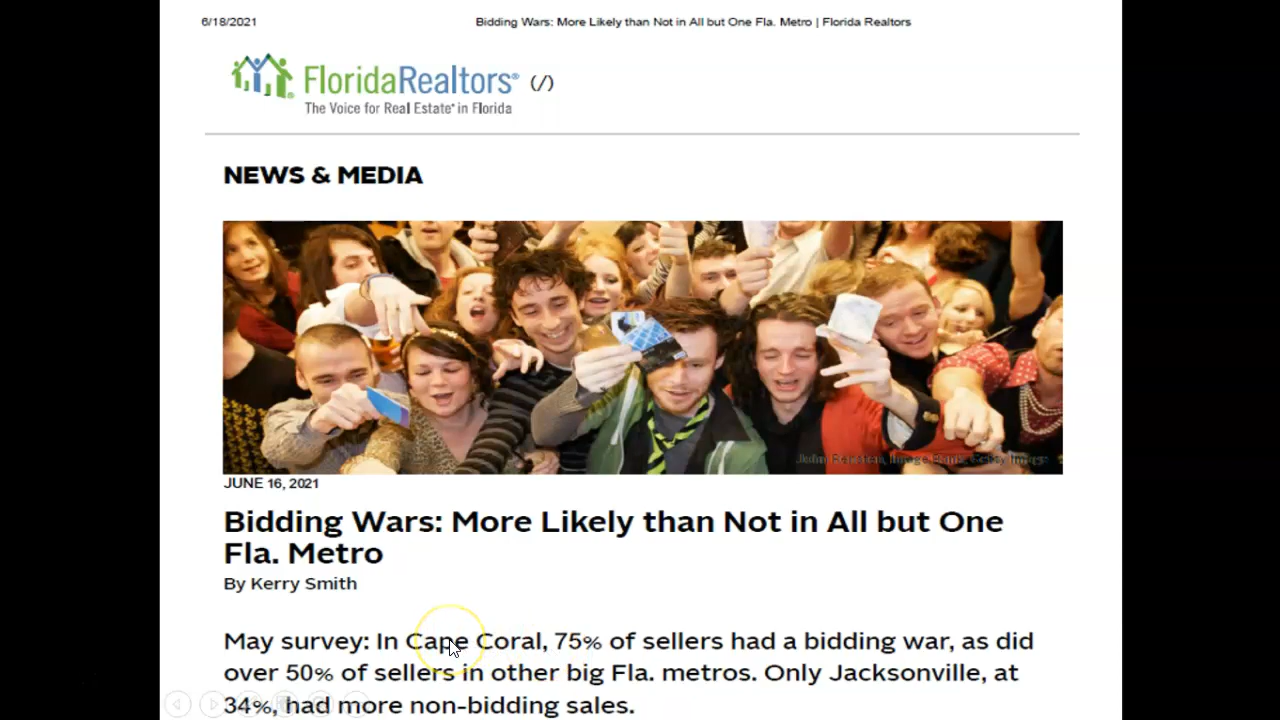 6/18/2021 Bidding Wars: More Likely than Not in All but One Fla. Metro | Florida Realtors
FloridaRealtors® (/)
The Voice for Real Estate® in Florida
NEWS & MEDIA
JUNE 16, 2021
Bidding Wars: More Likely than Not in All but One
Fla. Metro
By Kerry Smith
May survey: In Cape Coral, 75% of sellers had a bidding war, as did
over 50% of sellers in other big Fla. metros. Only Jacksonville, at
34%, had more non-bidding sales.